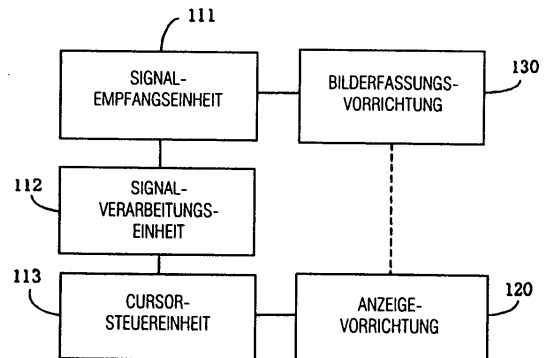 111
SIGNAL-
EMPFANGSEINHEIT
BILDERFASSUNGS-
VORRICHTUNG
130
112
SIGNAL-
VERARBEITUNGS-
EINHEIT
113
CURSOR-
STEUEREINHEIT
ANZEIGE-
VORRICHTUNG
120